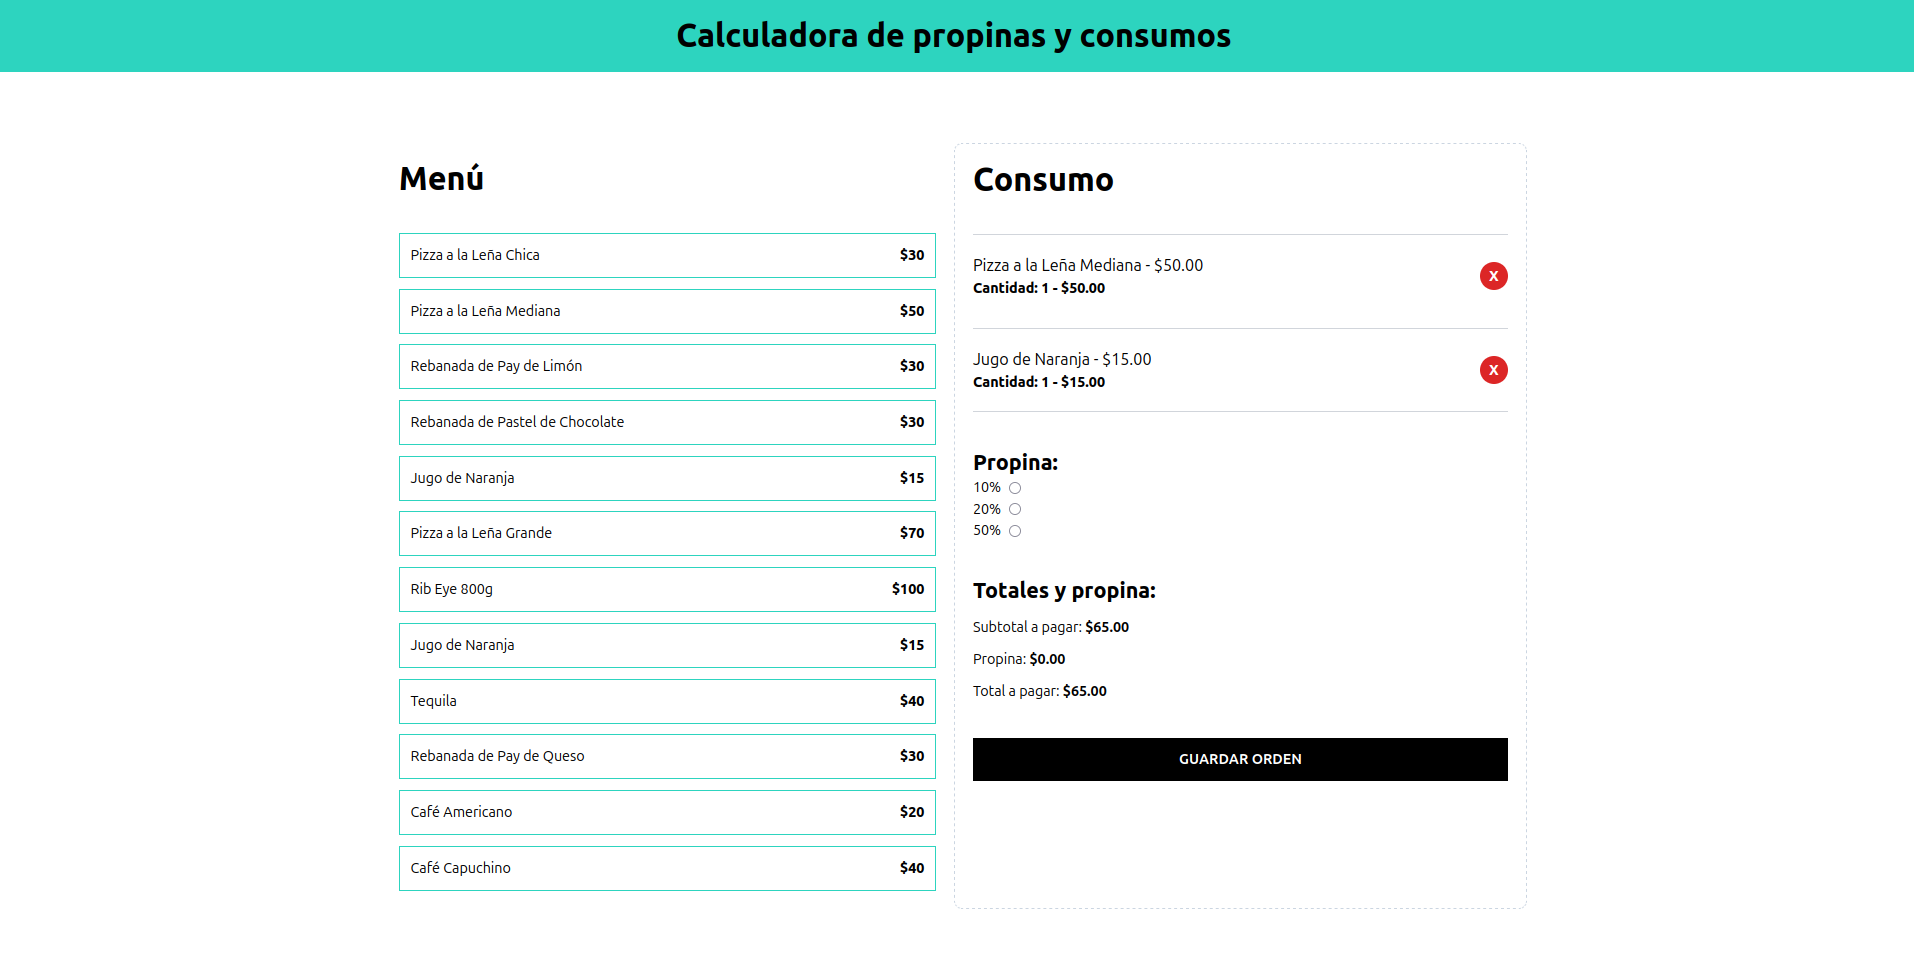 Calculadora de propinas y consumos
Menú
Pizza a la Leña Chica $30
Pizza a la Leña Mediana $50
Rebanada de Pay de Limón $30
Rebanada de Pastel de Chocolate $30
Jugo de Naranja $15
Pizza a la Leña Grande $70
Rib Eye 800g $100
Jugo de Naranja $15
Tequila $40
Rebanada de Pay de Queso $30
Café Americano $20
Café Capuchino $40
Consumo
Pizza a la Leña Mediana - $50.00
Cantidad: 1 - $50.00
X
Jugo de Naranja - $15.00
Cantidad: 1 - $15.00
X
Propina:
10%
20%
50%
Totales y propina:
Subtotal a pagar: $65.00
Propina: $0.00
Total a pagar: $65.00
GUARDAR ORDEN